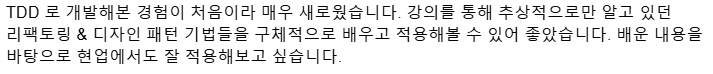 TDD 로 개발해본 경험이 처음이라 매우 새로웠습니다. 강의를 통해 추상적으로만 알고 있던
리팩토링 & 디자인 패턴 기법들을 구체적으로 배우고 적용해볼 수 있어 좋았습니다. 배운 내용을
바탕으로 현업에서도 잘 적용해보고 싶습니다.